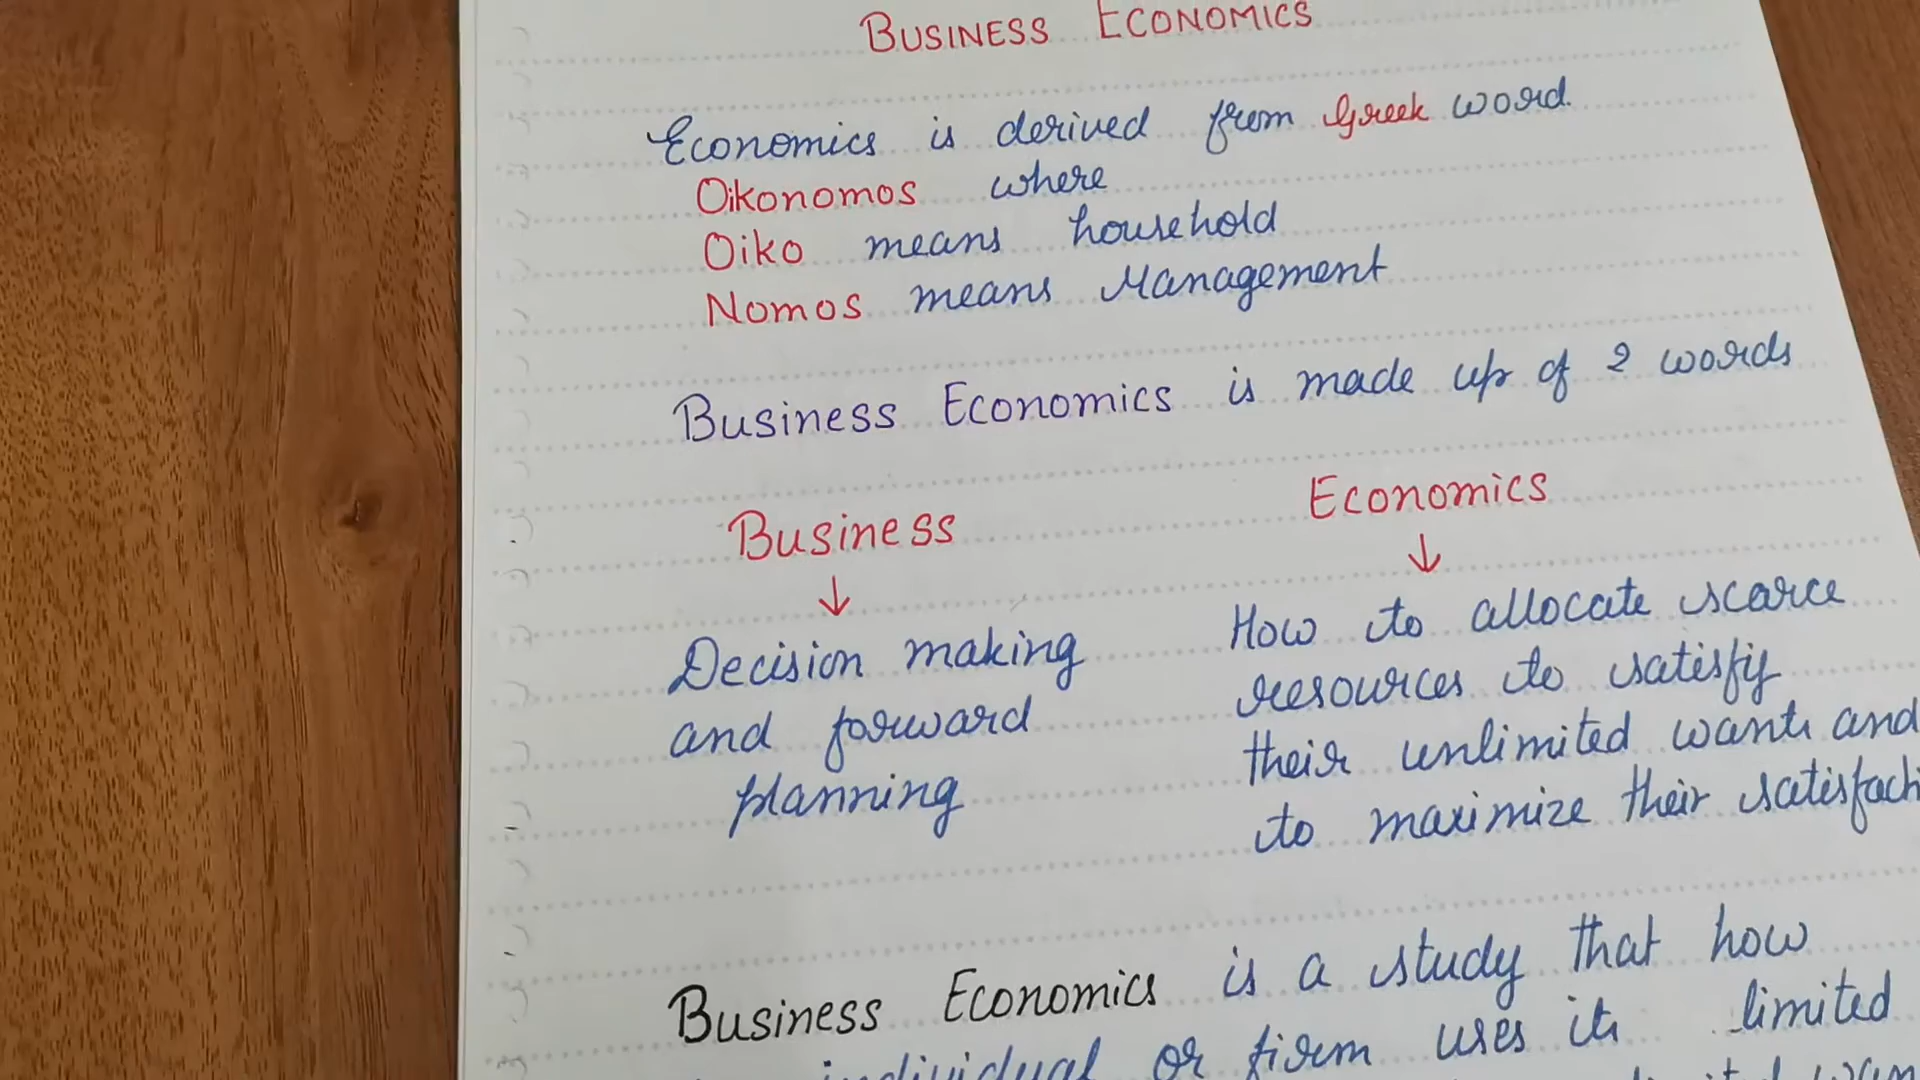 BUSINESS ECONOMICS
Economics is derived from Greek word.
Oikonomos where
Oiko means household
Nomos means Management
Business Economics is made up of 2 words
Business
Economics
↓
↓
Decision making
and forward
planning
How to allocate scarce
resources to satisfy
their unlimited wants and
to maximize their satisfacti
Business Economics is a study that how
individual or firm uses its limited